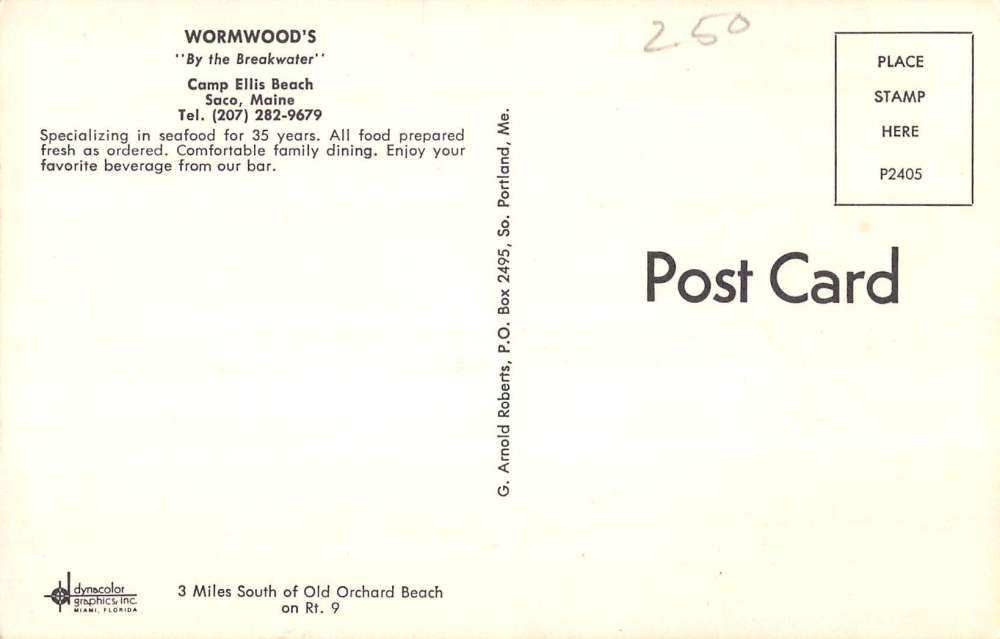 WORMWOOD'S
"By the Breakwater"
Camp Ellis Beach
Saco, Maine
Tel. (207) 282-9679
Specializing in seafood for 35 years. All food prepared
fresh as ordered. Comfortable family dining. Enjoy your
favorite beverage from our bar.
dynacolor
graphics, inc.
MIAMI, FLORIDA
3 Miles South of Old Orchard Beach
on Rt. 9
G. Arnold Roberts, P.O. Box 2495, So. Portland, Me.
250
PLACE
STAMP
HERE
P2405
Post Card